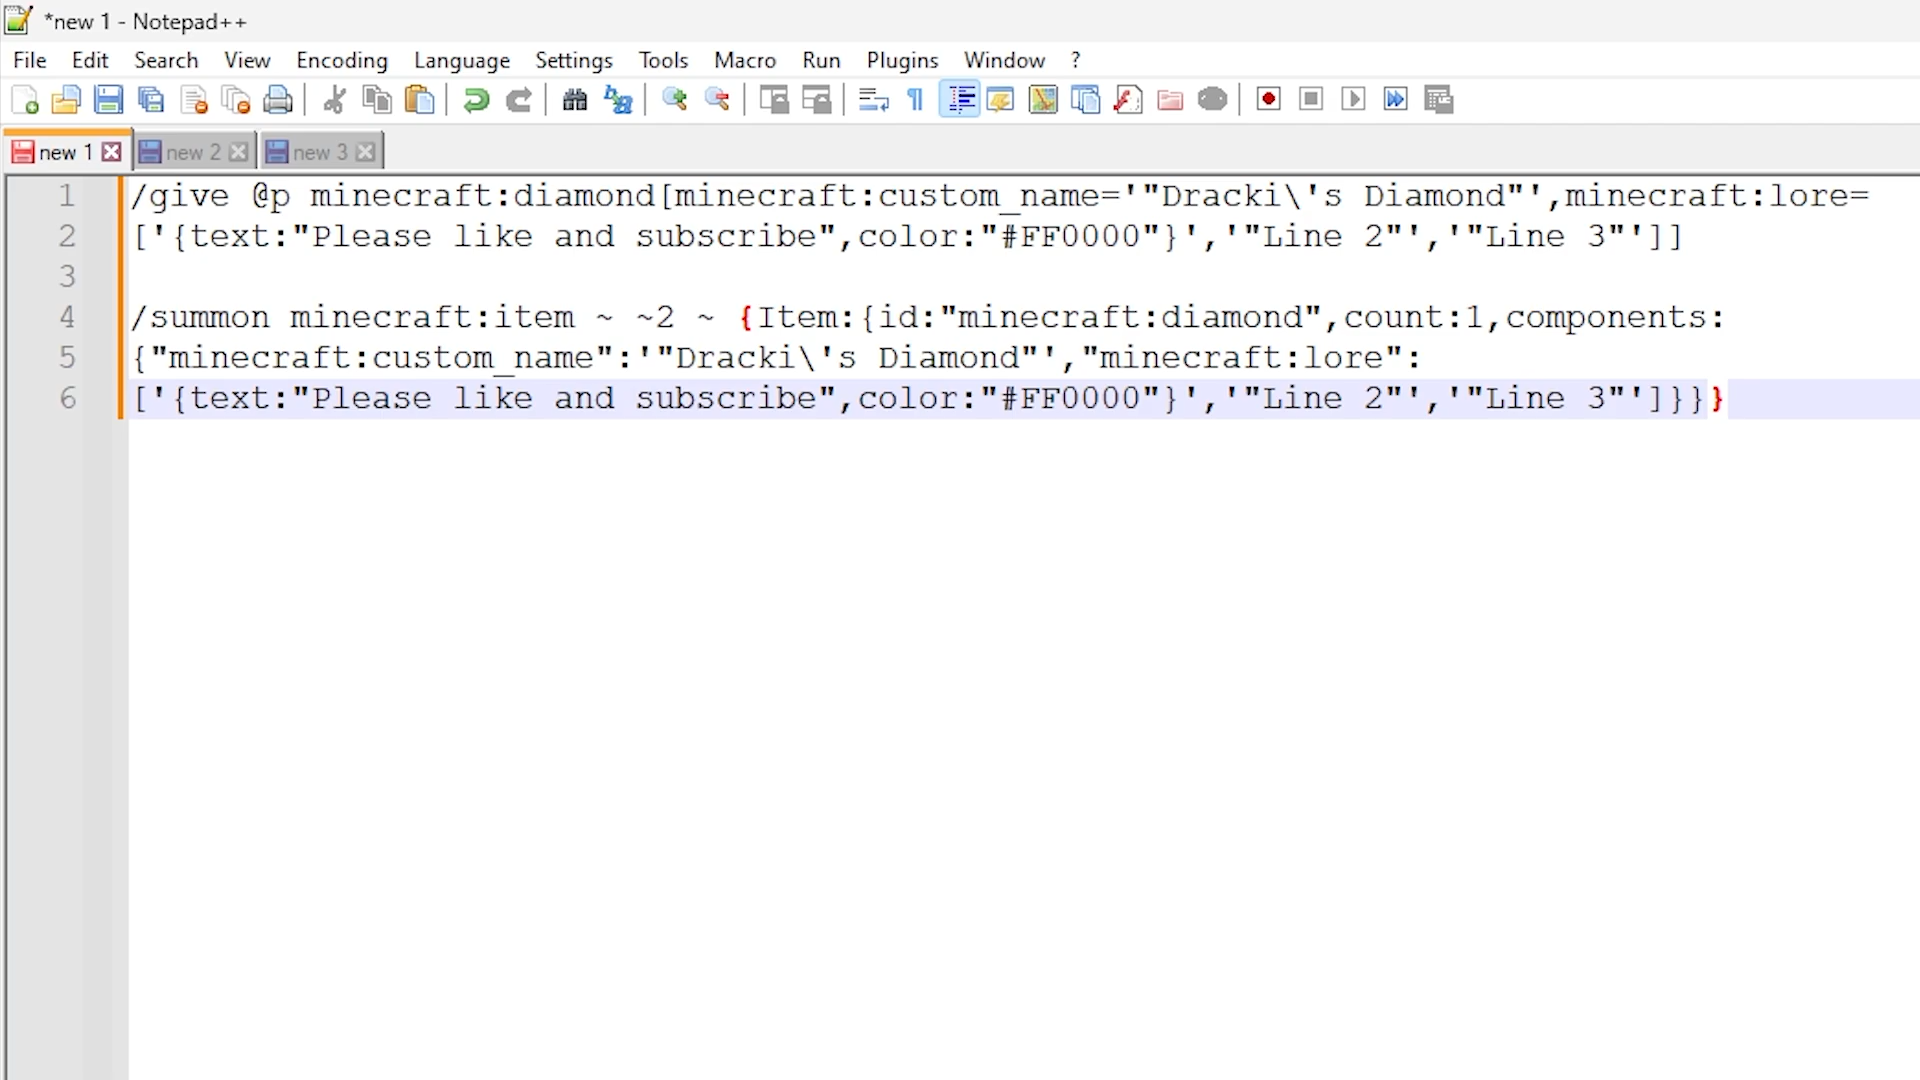 *new 1 - Notepad++
File Edit Search View Encoding Language Settings Tools Macro Run Plugins Window ?
new 1 new 2 new 3
1 /give @p minecraft:diamond[minecraft:custom_name='"Dracki\'s Diamond"',minecraft:lore=
2 ['{text:"Please like and subscribe",color:"#FF0000"}','"Line 2"','"Line 3"']]
3
4 /summon minecraft:item ~ ~2 ~ {Item:{id:"minecraft:diamond",count:1,components:
5 {"minecraft:custom_name":'"Dracki\'s Diamond"',"minecraft:lore":
6 ['{text:"Please like and subscribe",color:"#FF0000"}','"Line 2"','"Line 3"']}}}